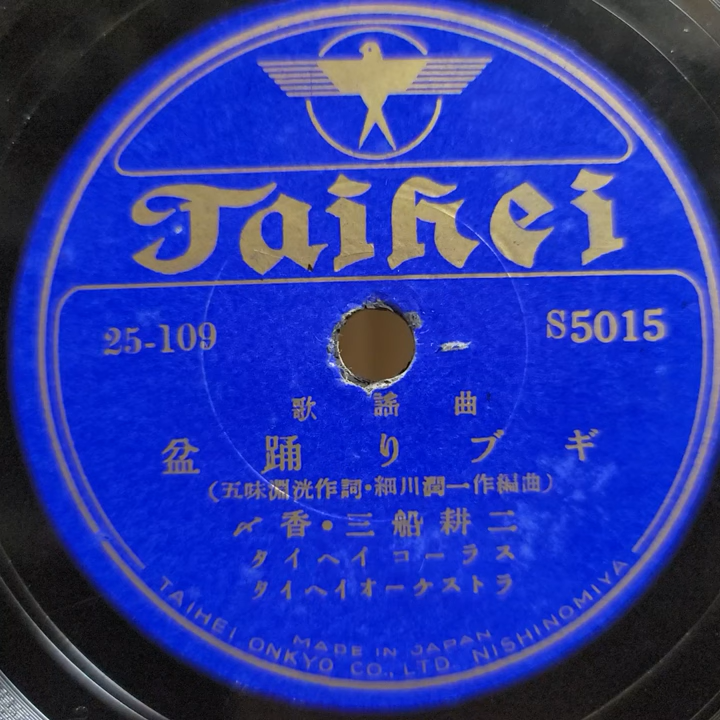 Taihei
25-109
S5015
歌謡曲
盆踊りブギ
(五味淵洸作詞・細川潤一作編曲)
〆香・三船耕二
タイヘイコーラス
タイヘイオーケストラ
MADE IN JAPAN
TAIHEI ONKYO CO., LTD. NISHINOMIYA